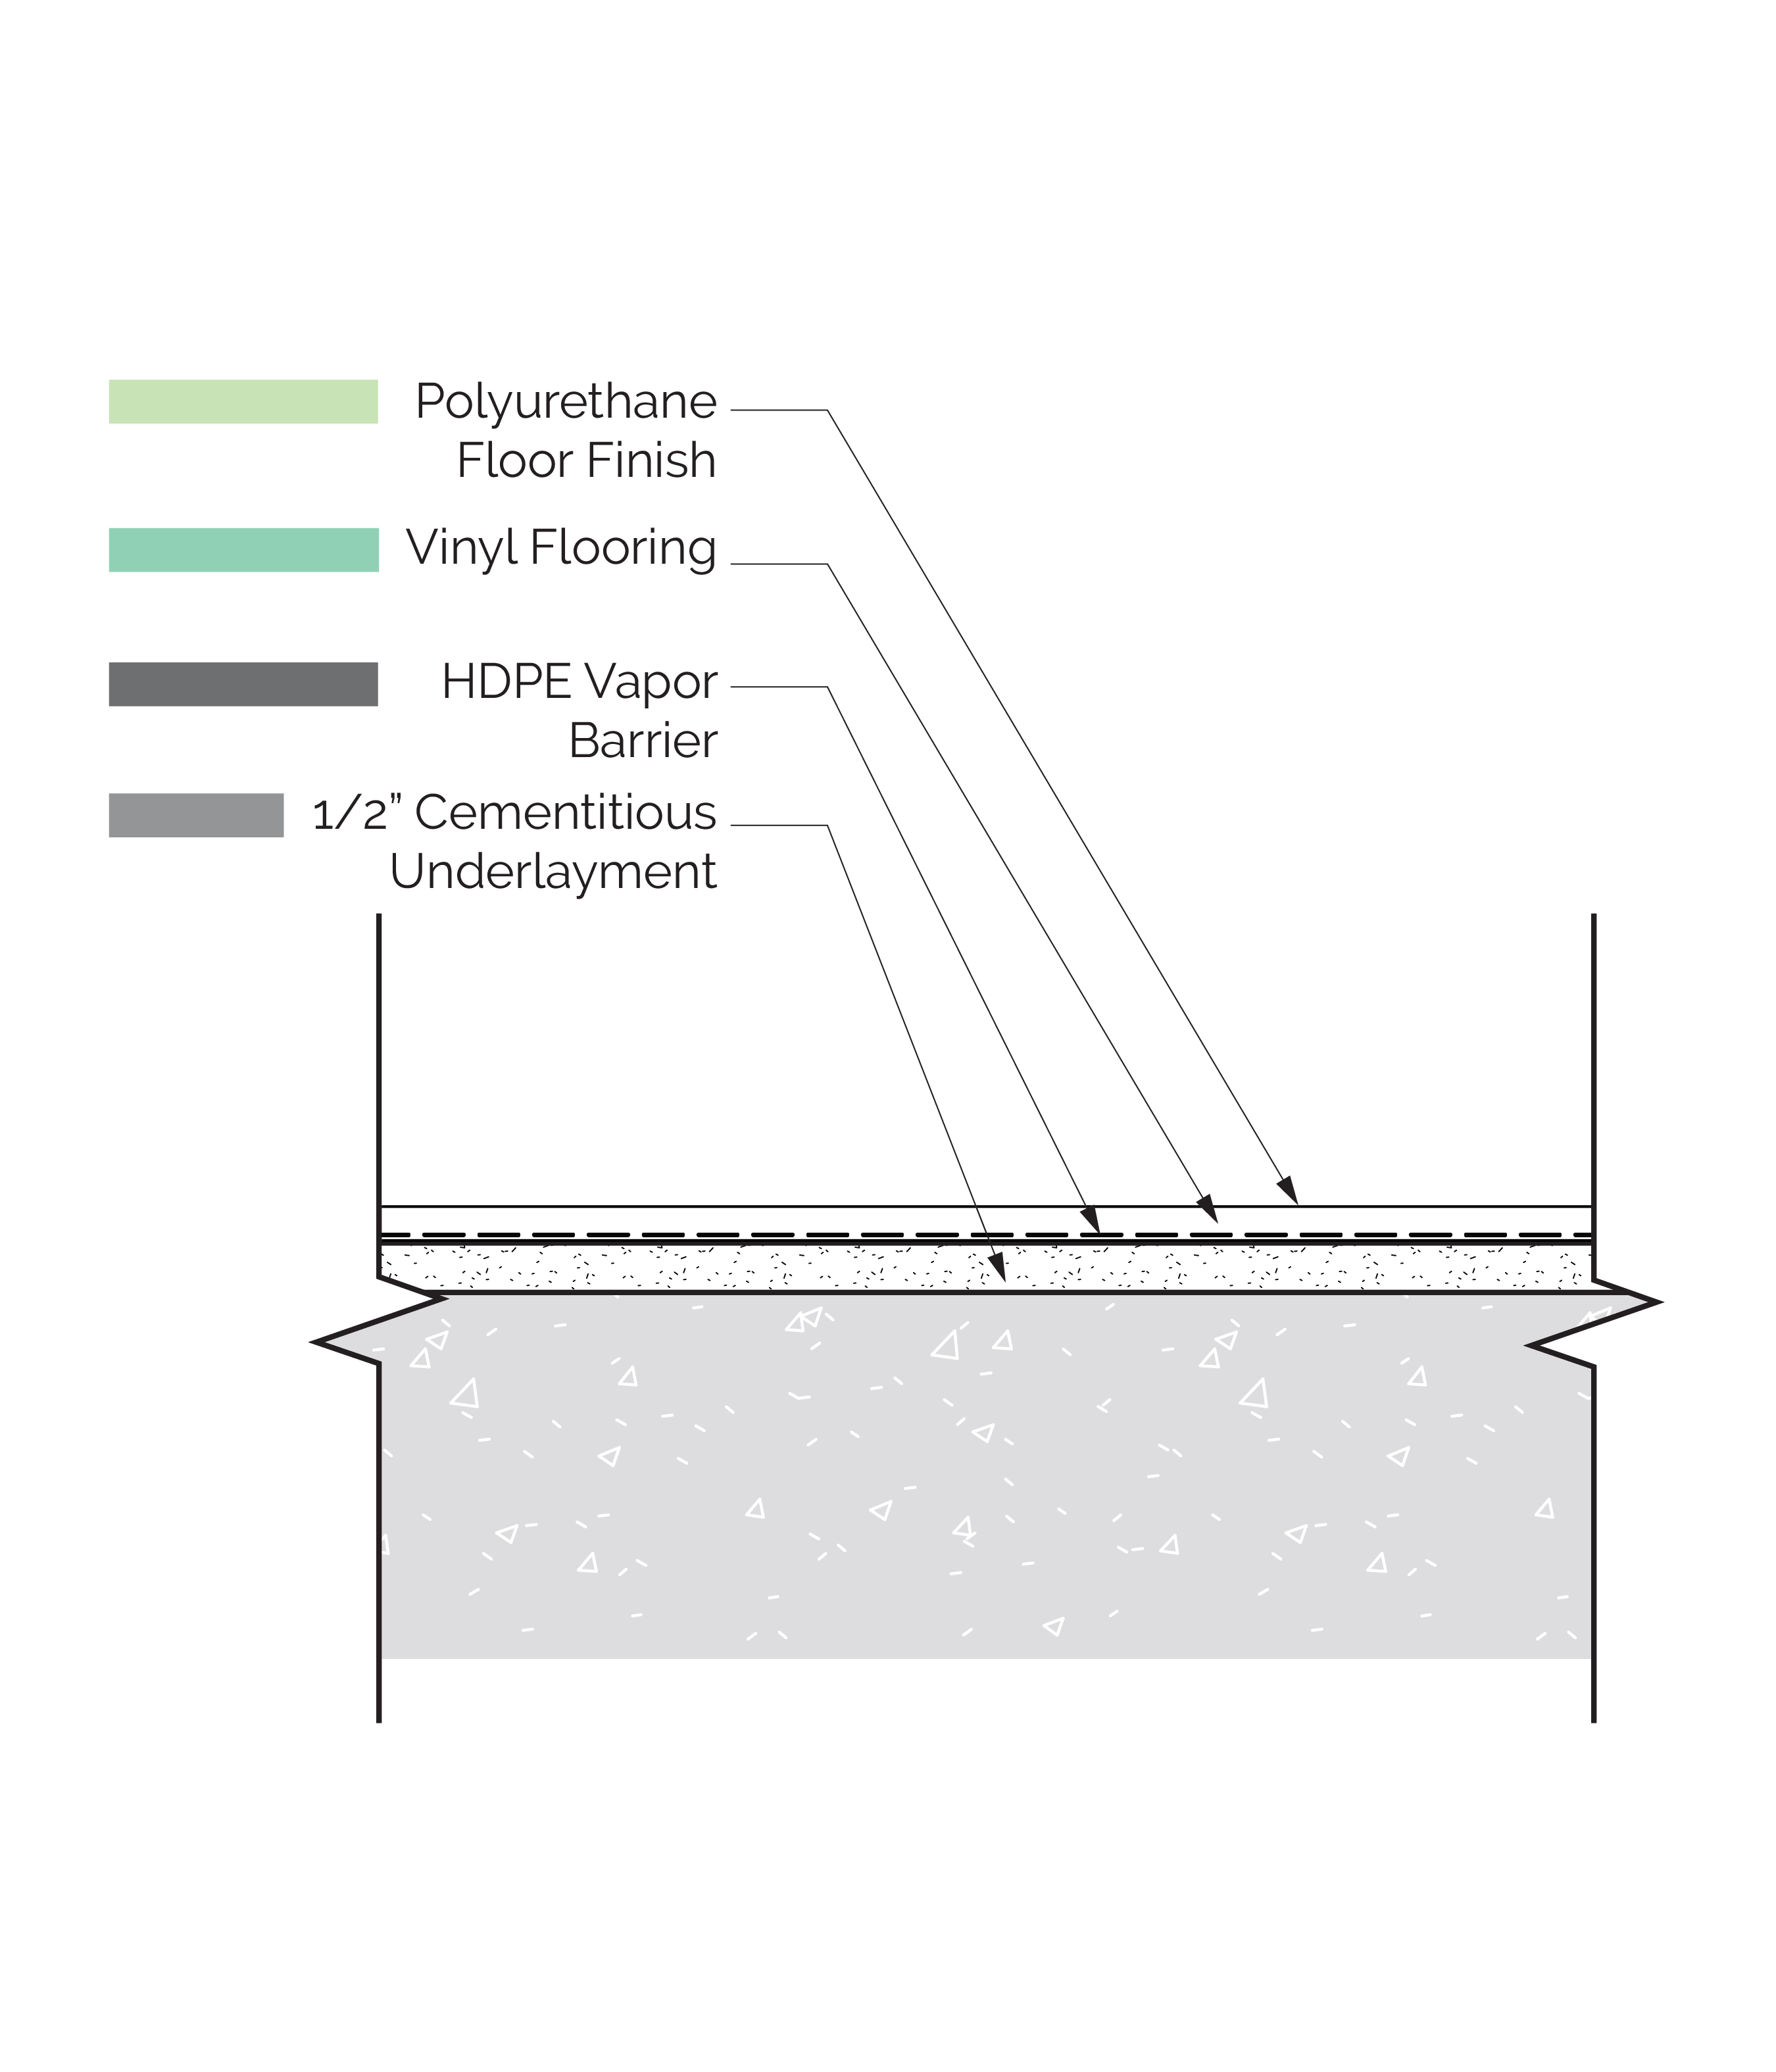 Polyurethane
Floor Finish
Vinyl Flooring
HDPE Vapor
Barrier
1/2” Cementitious
Underlayment